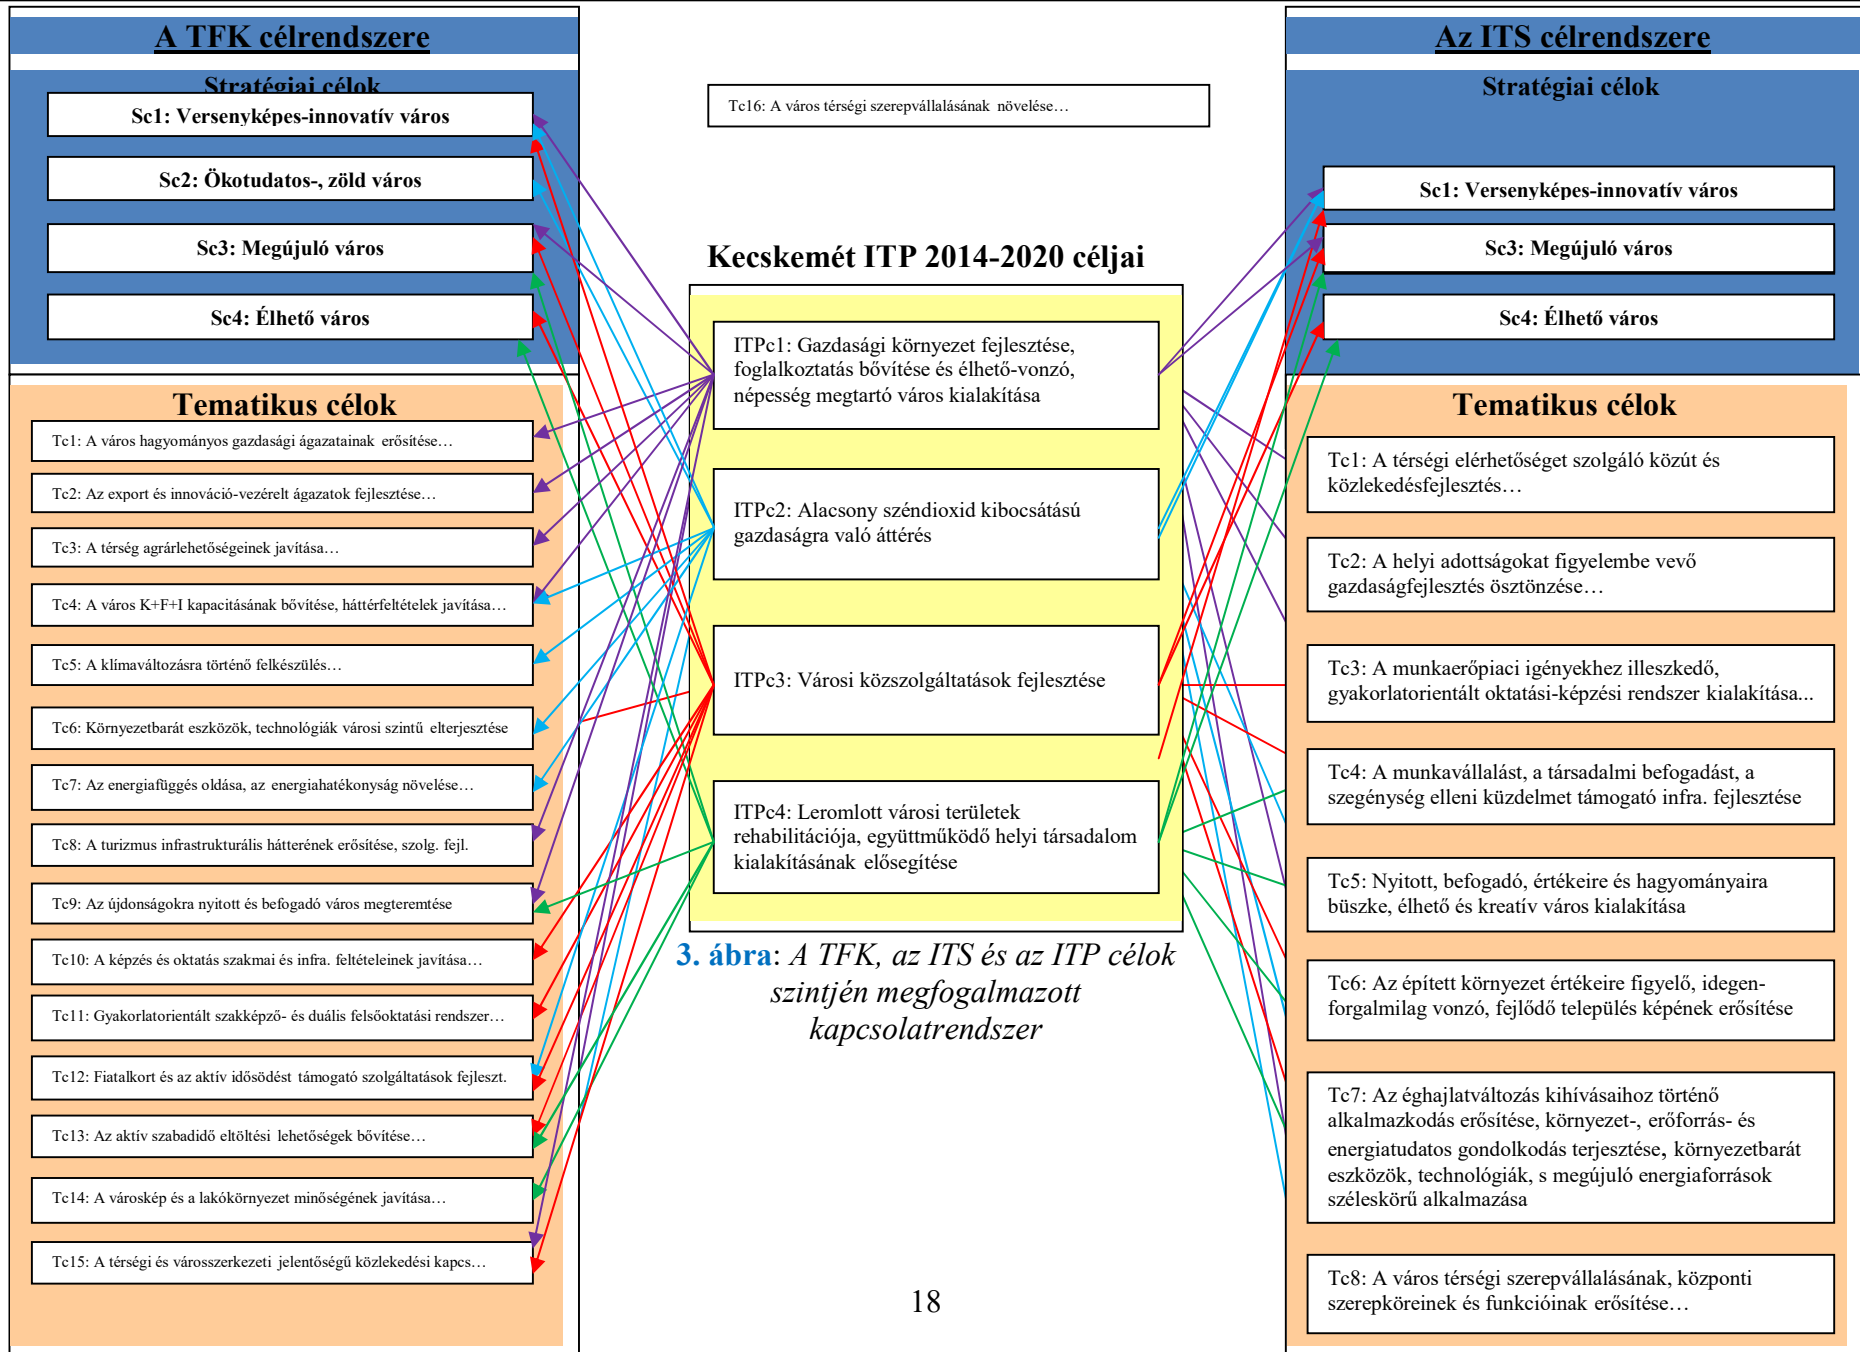 A TFK célrendszere
Stratégiai célok
Sc1: Versenyképes-innovatív város
Sc2: Ökotudatos-, zöld város
Sc3: Megújuló város
Sc4: Élhető város
Tematikus célok
Tc1: A város hagyományos gazdasági ágazatainak erősítése…
Tc2: Az export és innováció-vezérelt ágazatok fejlesztése…
Tc3: A térség agrárlehetőségeinek javítása…
Tc4: A város K+F+I kapacitásának bővítése, háttérfeltételek javítása…
Tc5: A klímaváltozásra történő felkészülés…
Tc6: Környezetbarát eszközök, technológiák városi szintű elterjesztése
Tc7: Az energiafüggés oldása, az energiahatékonyság növelése…
Tc8: A turizmus infrastrukturális hátterének erősítése, szolg. fejl.
Tc9: Az újdonságokra nyitott és befogadó város megteremtése
Tc10: A képzés és oktatás szakmai és infra. feltételeinek javítása…
Tc11: Gyakorlatorientált szakképző- és duális felsőoktatási rendszer…
Tc12: Fiatalkort és az aktív idősödést támogató szolgáltatások fejleszt.
Tc13: Az aktív szabadidő eltöltési lehetőségek bővítése…
Tc14: A városkép és a lakókörnyezet minőségének javítása…
Tc15: A térségi és városszerkezeti jelentőségű közlekedési kapcs…
Tc16: A város térségi szerepvállalásának növelése…
Kecskemét ITP 2014-2020 céljai
ITPc1: Gazdasági környezet fejlesztése,
foglalkoztatás bővítése és élhető-vonzó,
népesség megtartó város kialakítása
ITPc2: Alacsony széndioxid kibocsátású
gazdaságra való áttérés
ITPc3: Városi közszolgáltatások fejlesztése
ITPc4: Leromlott városi területek
rehabilitációja, együttműködő helyi társadalom
kialakításának elősegítése
3. ábra: A TFK, az ITS és az ITP célok
szintjén megfogalmazott
kapcsolatrendszer
18
Az ITS célrendszere
Stratégiai célok
Sc1: Versenyképes-innovatív város
Sc3: Megújuló város
Sc4: Élhető város
Tematikus célok
Tc1: A térségi elérhetőséget szolgáló közút és
közlekedésfejlesztés…
Tc2: A helyi adottságokat figyelembe vevő
gazdaságfejlesztés ösztönzése…
Tc3: A munkaerőpiaci igényekhez illeszkedő,
gyakorlatorientált oktatási-képzési rendszer kialakítása...
Tc4: A munkavállalást, a társadalmi befogadást, a
szegénység elleni küzdelmet támogató infra. fejlesztése
Tc5: Nyitott, befogadó, értékeire és hagyományaira
büszke, élhető és kreatív város kialakítása
Tc6: Az épített környezet értékeire figyelő, idegen-
forgalmilag vonzó, fejlődő település képének erősítése
Tc7: Az éghajlatváltozás kihívásaihoz történő
alkalmazkodás erősítése, környezet-, erőforrás- és
energiatudatos gondolkodás terjesztése, környezetbarát
eszközök, technológiák, s megújuló energiaforrások
széleskörű alkalmazása
Tc8: A város térségi szerepvállalásának, központi
szerepköreinek és funkcióinak erősítése…